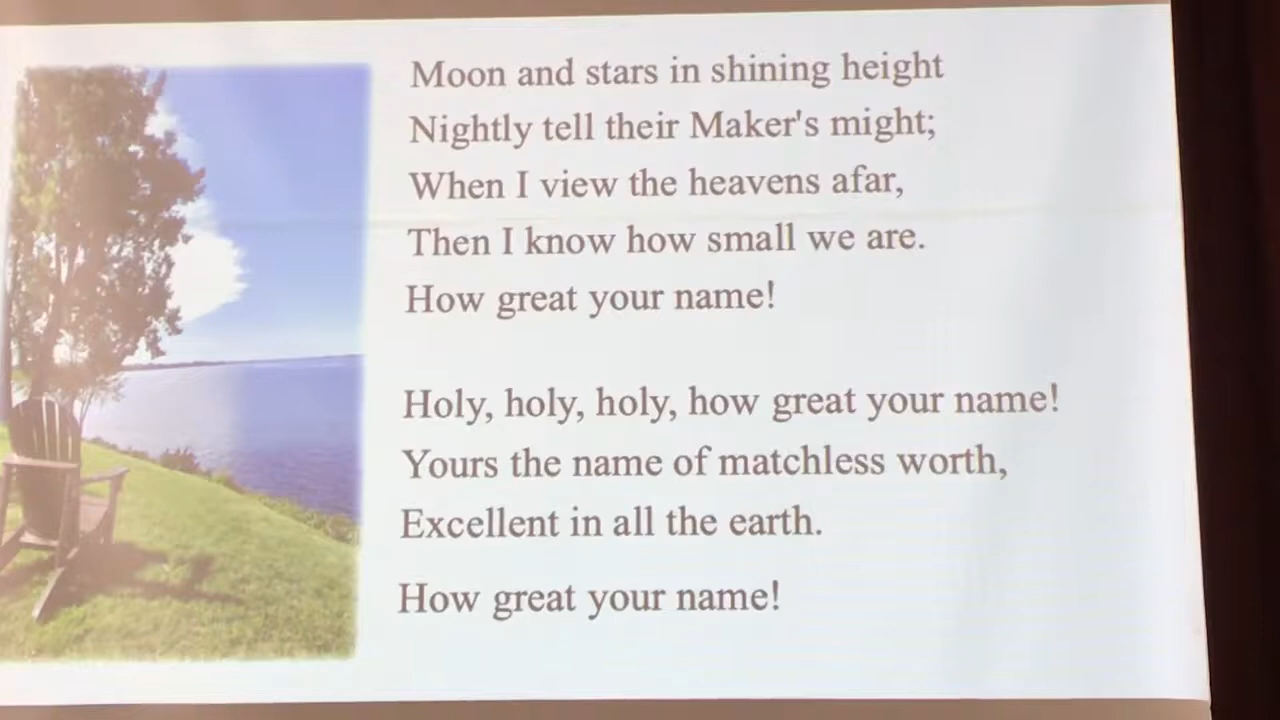 Moon and stars in shining height
Nightly tell their Maker's might;
When I view the heavens afar,
Then I know how small we are.
How great your name!
Holy, holy, holy, how great your name!
Yours the name of matchless worth,
Excellent in all the earth.
How great your name!